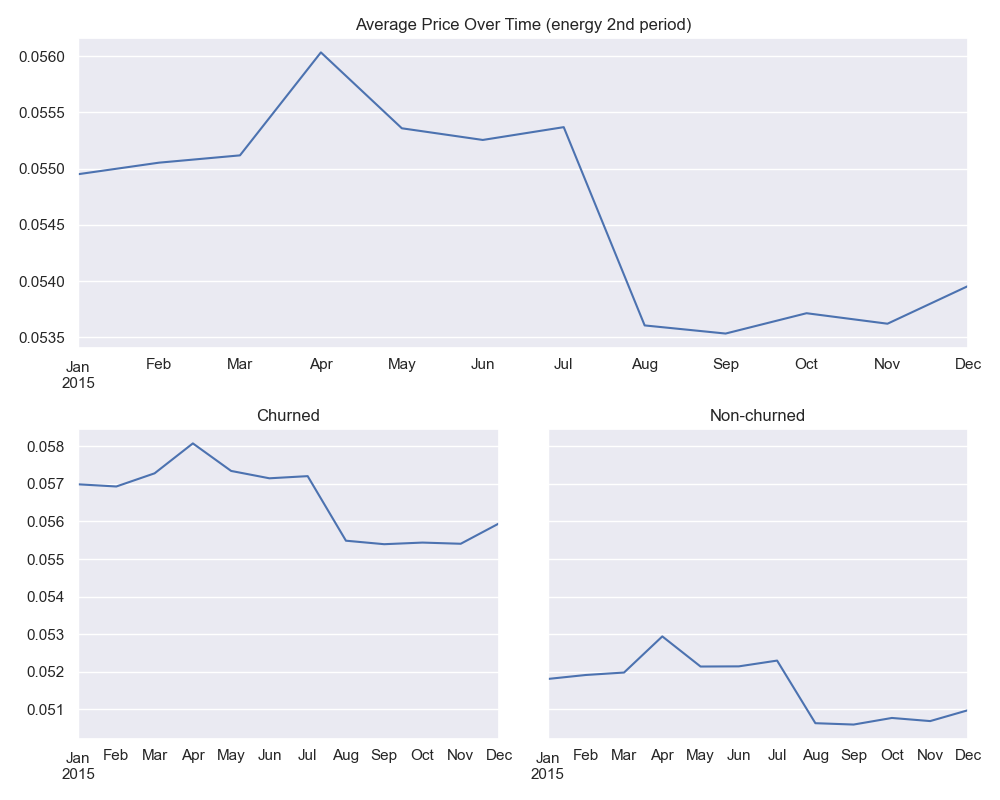 Average Price Over Time (energy 2nd period)
0.0560
0.0555
0.0550
0.0545
0.0540
0.0535
Jan Feb Mar Apr May Jun Jul Aug Sep Oct Nov Dec
2015
Churned
Non-churned
0.058
0.057
0.056
0.055
0.054
0.053
0.052
0.051
Jan Feb Mar Apr May Jun Jul Aug Sep Oct Nov Dec
2015
Jan Feb Mar Apr May Jun Jul Aug Sep Oct Nov Dec
2015